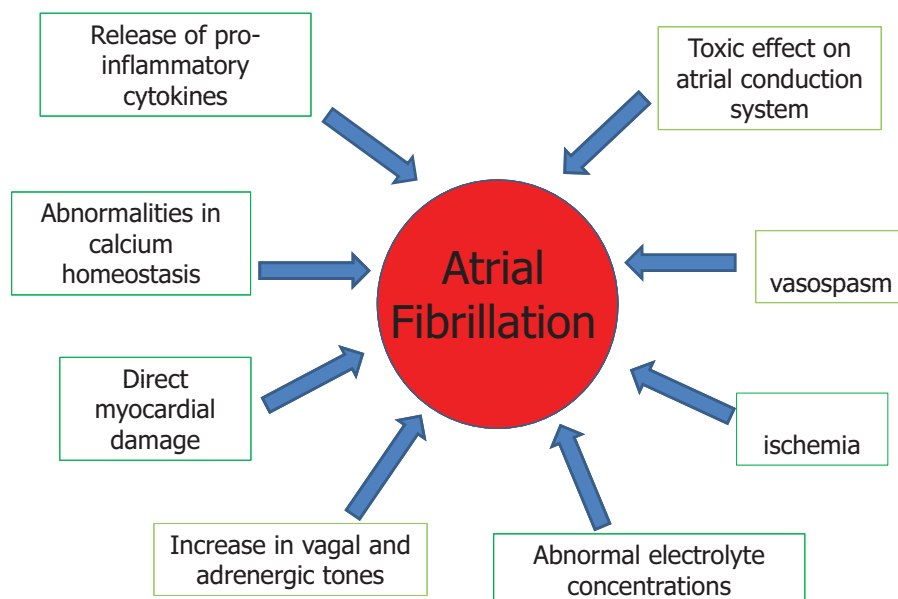 Release of pro-
inflammatory
cytokines
Toxic effect on
atrial conduction
system
Abnormalities in
calcium
homeostasis
Atrial
Fibrillation
vasospasm
Direct
myocardial
damage
ischemia
Increase in vagal and
adrenergic tones
Abnormal electrolyte
concentrations